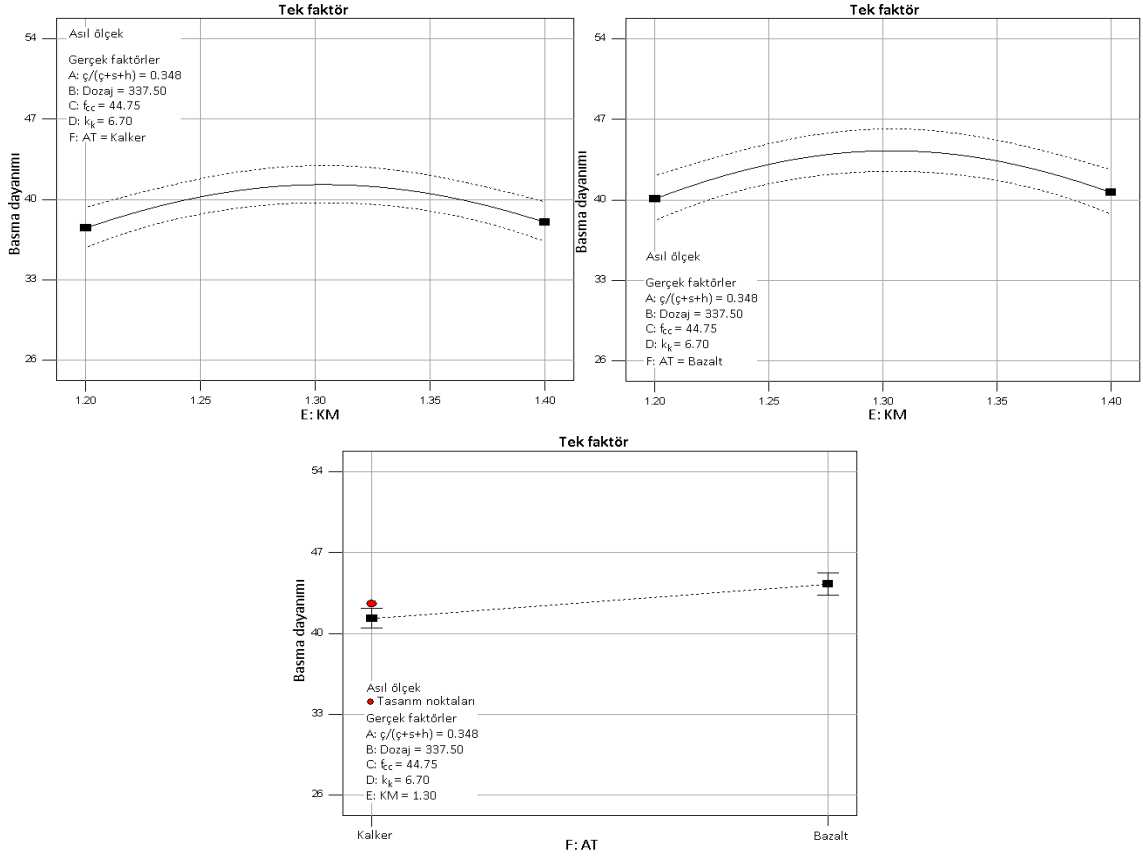 Tek faktör
Asıl ölçek
Gerçek faktörler
A: ç/(ç+s+h) = 0.348
B: Dozaj = 337.50
C: fcc = 44.75
D: kk = 6.70
F: AT = Kalker
Basma dayanımı
54
47
40
33
26
1.20
1.25
1.30
1.35
1.40
E: KM
Tek faktör
Asıl ölçek
Gerçek faktörler
A: ç/(ç+s+h) = 0.348
B: Dozaj = 337.50
C: fcc = 44.75
D: kk = 6.70
F: AT = Bazalt
Basma dayanımı
54
47
40
33
26
1.20
1.25
1.30
1.35
1.40
E: KM
Tek faktör
Basma dayanımı
54
47
40
33
26
Asıl ölçek
Tasarım noktaları
Gerçek faktörler
A: ç/(ç+s+h) = 0.348
B: Dozaj = 337.50
C: fcc = 44.75
D: kk = 6.70
E: KM = 1.30
Kalker
Bazalt
F: AT